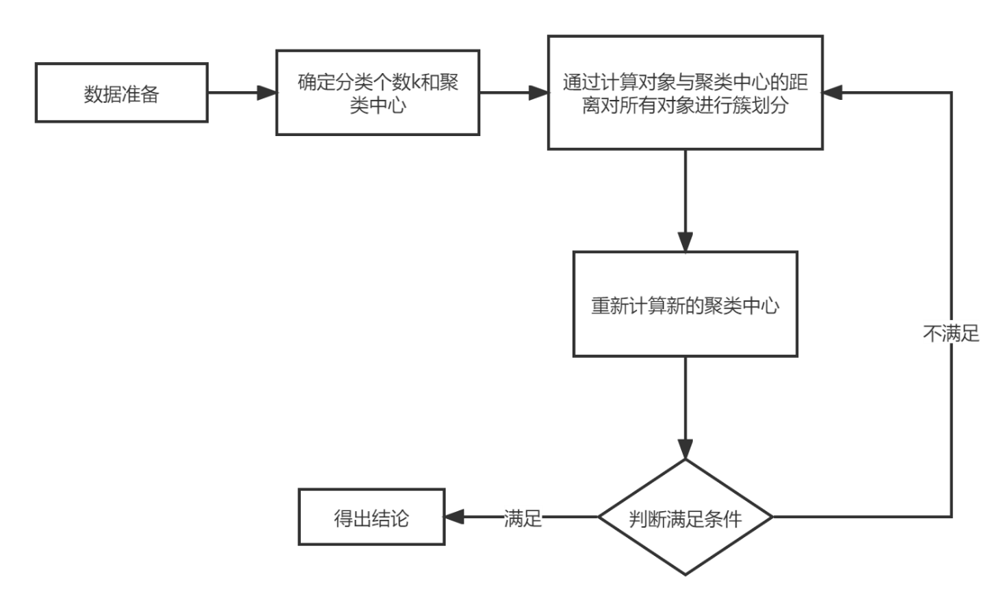 数据准备
确定分类个数k和聚
类中心
通过计算对象与聚类中心的距
离对所有对象进行簇划分
重新计算新的聚类中心
不满足
判断满足条件
满足
得出结论